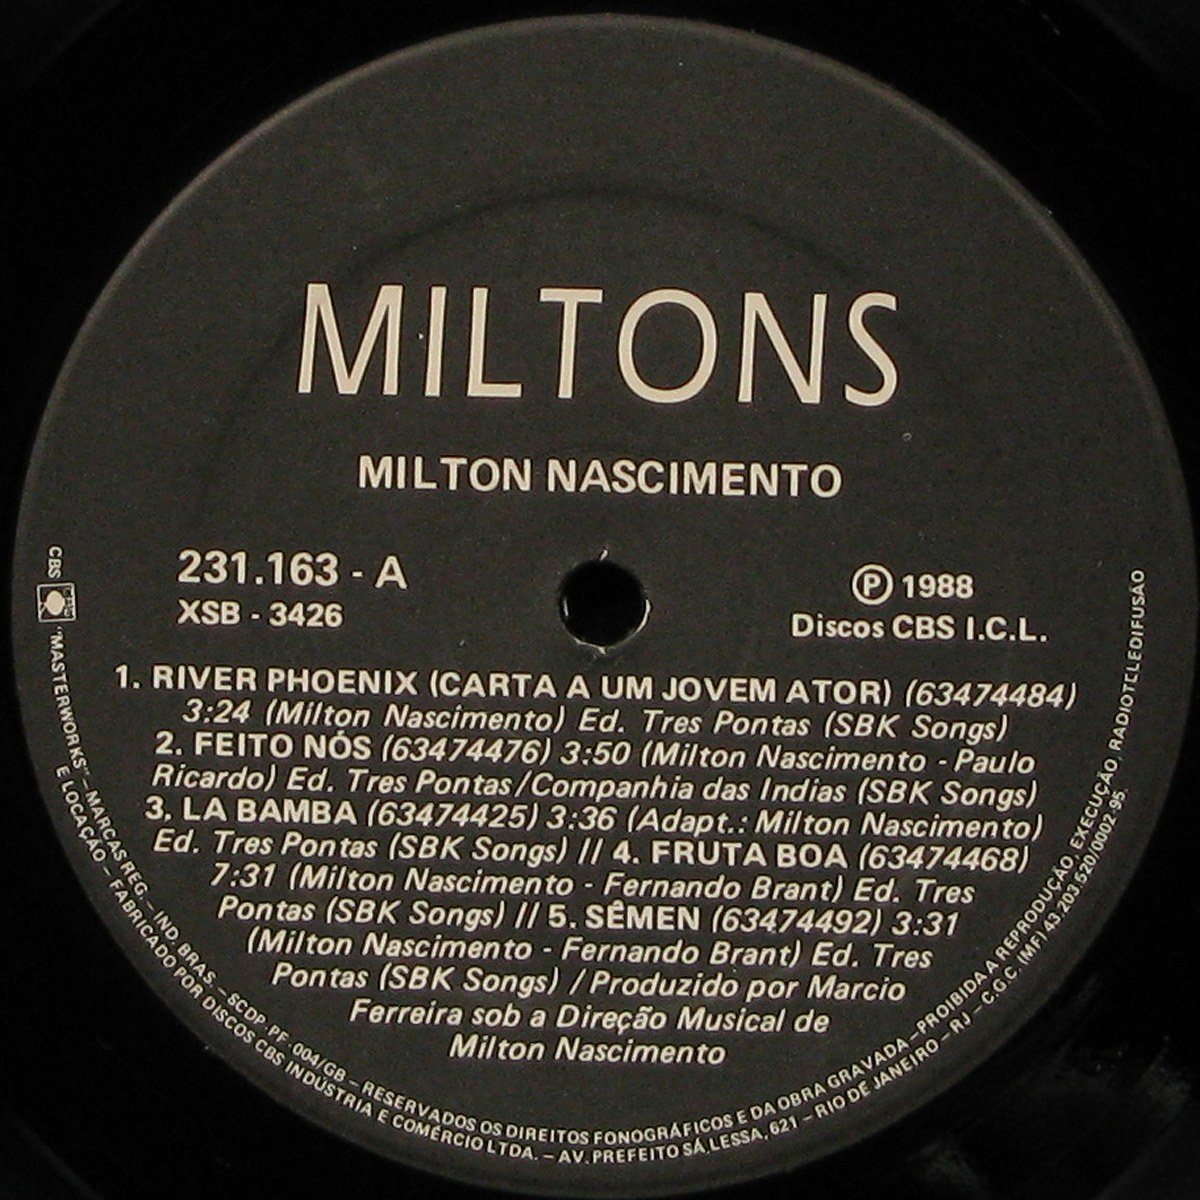 MILTONS
MILTON NASCIMENTO
231.163 - A
XSB - 3426
Ⓟ 1988
Discos CBS I.C.L.
1. RIVER PHOENIX (CARTA A UM JOVEM ATOR) (63474484)
3:24 (Milton Nascimento) Ed. Tres Pontas (SBK Songs)
2. FEITO NÓS (63474476) 3:50 (Milton Nascimento - Paulo
Ricardo) Ed. Tres Pontas/Companhia das Indias (SBK Songs)
3. LA BAMBA (63474425) 3:36 (Adapt.: Milton Nascimento)
Ed. Tres Pontas (SBK Songs) // 4. FRUTA BOA (63474468)
7:31 (Milton Nascimento - Fernando Brant) Ed. Tres
Pontas (SBK Songs) // 5. SÊMEN (63474492) 3:31
(Milton Nascimento - Fernando Brant) Ed. Tres
Pontas (SBK Songs) / Produzido por Marcio
Ferreira sob a Direção Musical de
Milton Nascimento
CBS "MASTERWORKS" – MARCAS REG. – IND. BRAS. – SCDP-PF-004/GB – RESERVADOS OS DIREITOS FONOGRÁFICOS E DA OBRA GRAVADA – PROIBIDA A REPRODUÇÃO, EXECUÇÃO, RADIOTELEDIFUSÃO
E LOCAÇÃO – FABRICADO POR DISCOS CBS INDÚSTRIA E COMÉRCIO LTDA. – AV. PREFEITO SÁ LESSA, 621 – RIO DE JANEIRO – RJ – C.G.C. (MF) 43.203.520/0002-95